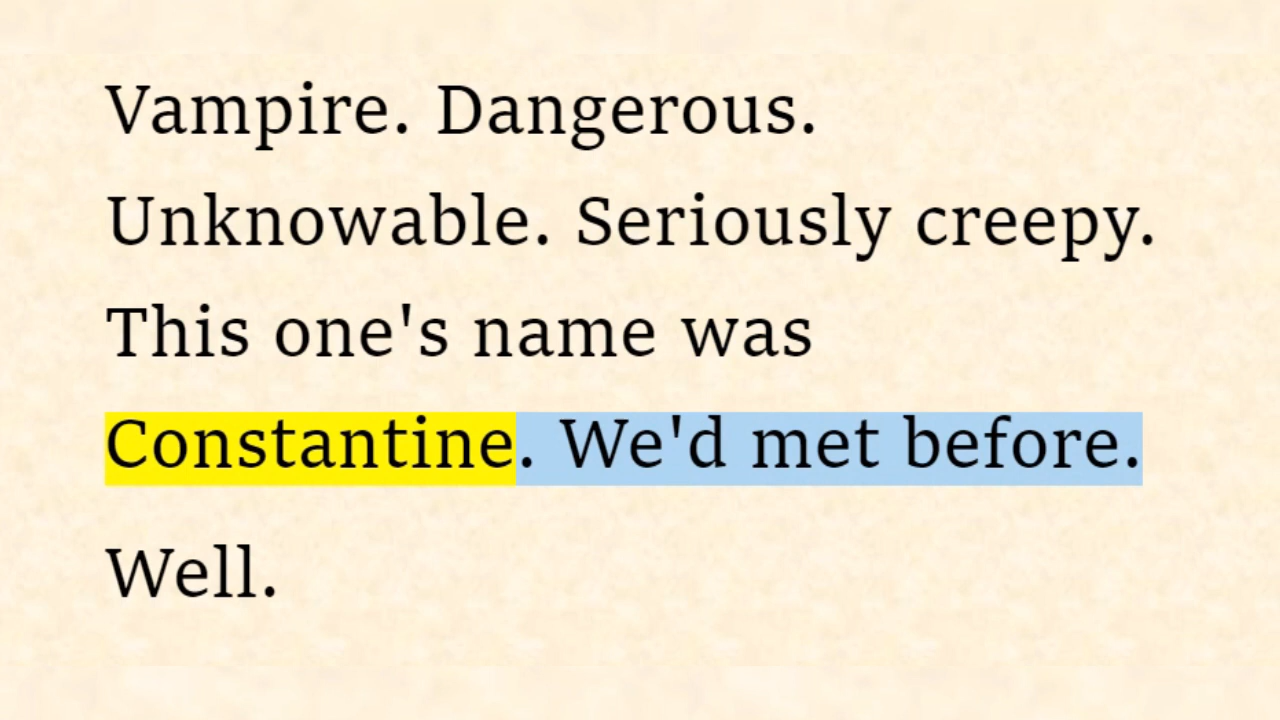 Vampire. Dangerous.
Unknowable. Seriously creepy.
This one's name was
Constantine. We'd met before.
Well.